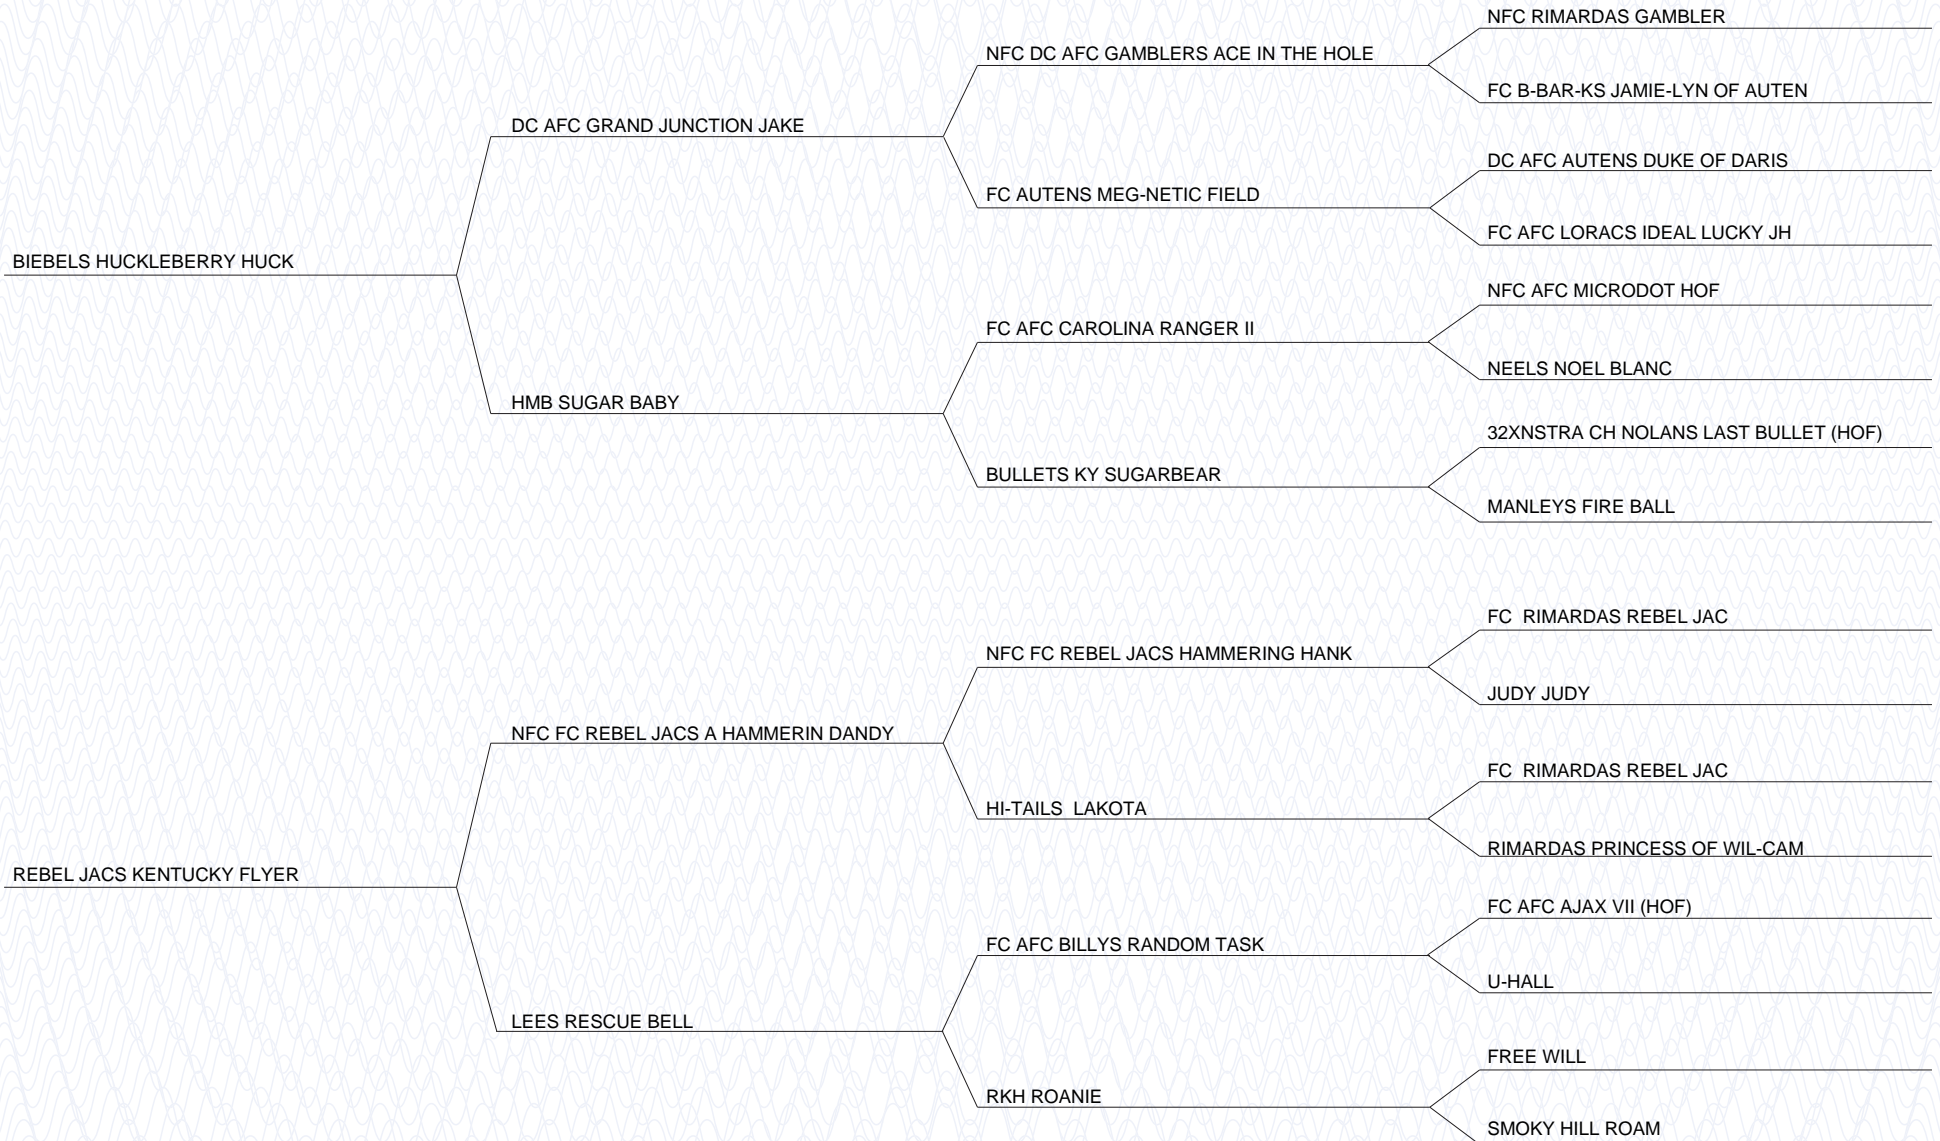 NFC RIMARDAS GAMBLER
NFC DC AFC GAMBLERS ACE IN THE HOLE
FC B-BAR-KS JAMIE-LYN OF AUTEN
DC AFC GRAND JUNCTION JAKE
DC AFC AUTENS DUKE OF DARIS
FC AUTENS MEG-NETIC FIELD
FC AFC LORACS IDEAL LUCKY JH
BIEBELS HUCKLEBERRY HUCK
NFC AFC MICRODOT HOF
FC AFC CAROLINA RANGER II
NEELS NOEL BLANC
HMB SUGAR BABY
32XNSTRA CH NOLANS LAST BULLET (HOF)
BULLETS KY SUGARBEAR
MANLEYS FIRE BALL
FC  RIMARDAS REBEL JAC
NFC FC REBEL JACS HAMMERING HANK
JUDY JUDY
NFC FC REBEL JACS A HAMMERIN DANDY
FC  RIMARDAS REBEL JAC
HI-TAILS  LAKOTA
RIMARDAS PRINCESS OF WIL-CAM
REBEL JACS KENTUCKY FLYER
FC AFC AJAX VII (HOF)
FC AFC BILLYS RANDOM TASK
U-HALL
LEES RESCUE BELL
FREE WILL
RKH ROANIE
SMOKY HILL ROAM